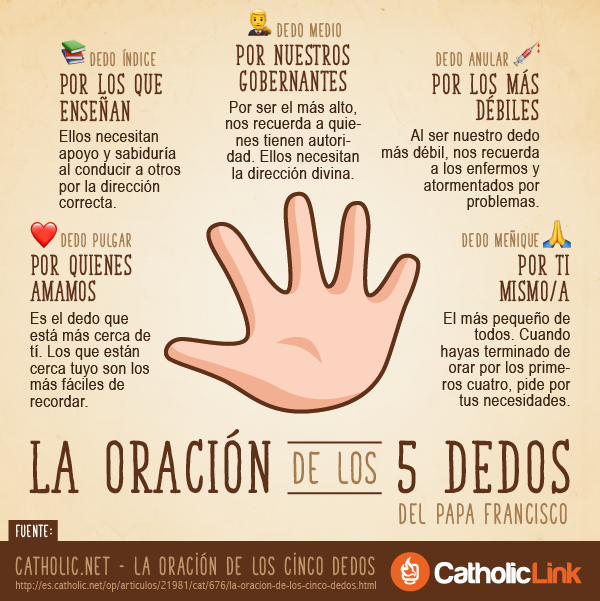 DEDO PULGAR
POR QUIENES
AMAMOS
Es el dedo que
está más cerca de
tí. Los que están
cerca tuyo son los
más fáciles de
recordar.
DEDO ÍNDICE
POR LOS QUE
ENSEÑAN
Ellos necesitan
apoyo y sabiduría
al conducir a otros
por la dirección
correcta.
DEDO MEDIO
POR NUESTROS
GOBERNANTES
Por ser el más alto,
nos recuerda a quie-
nes tienen autori-
dad. Ellos necesitan
la dirección divina.
DEDO ANULAR
POR LOS MÁS
DÉBILES
Al ser nuestro dedo
más débil, nos recuerda
a los enfermos y
atormentados por
problemas.
DEDO MEÑIQUE
POR TI
MISMO/A
El más pequeño de
todos. Cuando
hayas terminado de
orar por los prime-
ros cuatro, pide por
tus necesidades.
LA ORACIÓN DE LOS 5 DEDOS
DEL PAPA FRANCISCO
FUENTE:
CATHOLIC.NET - LA ORACIÓN DE LOS CINCO DEDOS
http://es.catholic.net/op/articulos/21981/cat/676/la-oracion-de-los-cinco-dedos.html
CatholicLink